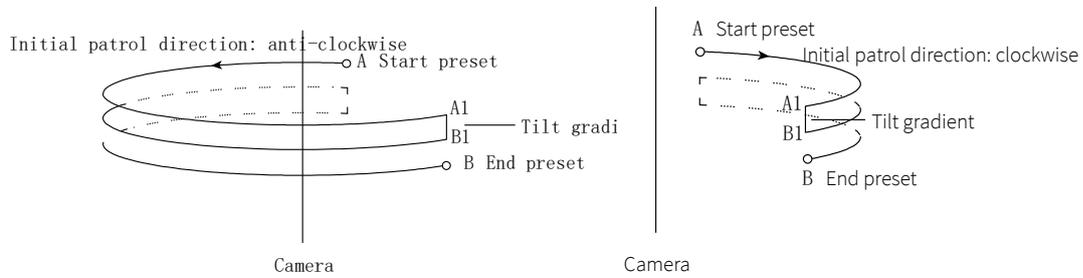 Initial patrol direction: anti-clockwise
A Start preset
A1
B1
Tilt gradi
B End preset
Camera
A Start preset
Initial patrol direction: clockwise
A1
B1
Tilt gradient
B End preset
Camera